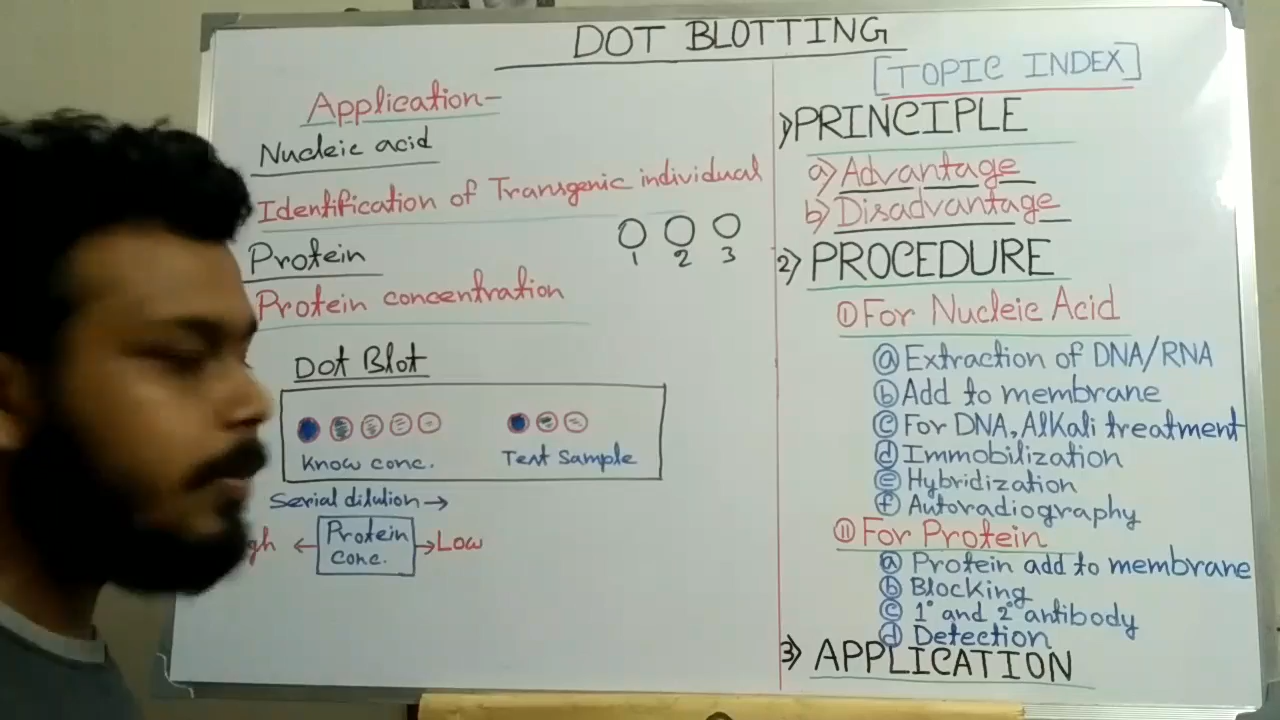 DOT BLOTTING
Application-
Nucleic acid
Identification of Transgenic individual
1 2 3
Protein
Protein concentration
Dot Blot
Know conc. Test Sample
Serial dilution →
gh ← Protein conc. → Low
[TOPIC INDEX]
1) PRINCIPLE
a) Advantage
b) Disadvantage
2) PROCEDURE
I For Nucleic Acid
a Extraction of DNA/RNA
b Add to membrane
c For DNA, Alkali treatment
d Immobilization
e Hybridization
f Autoradiography
II For Protein
a Protein add to membrane
b Blocking
c 1° and 2° antibody
d Detection
3) APPLICATION